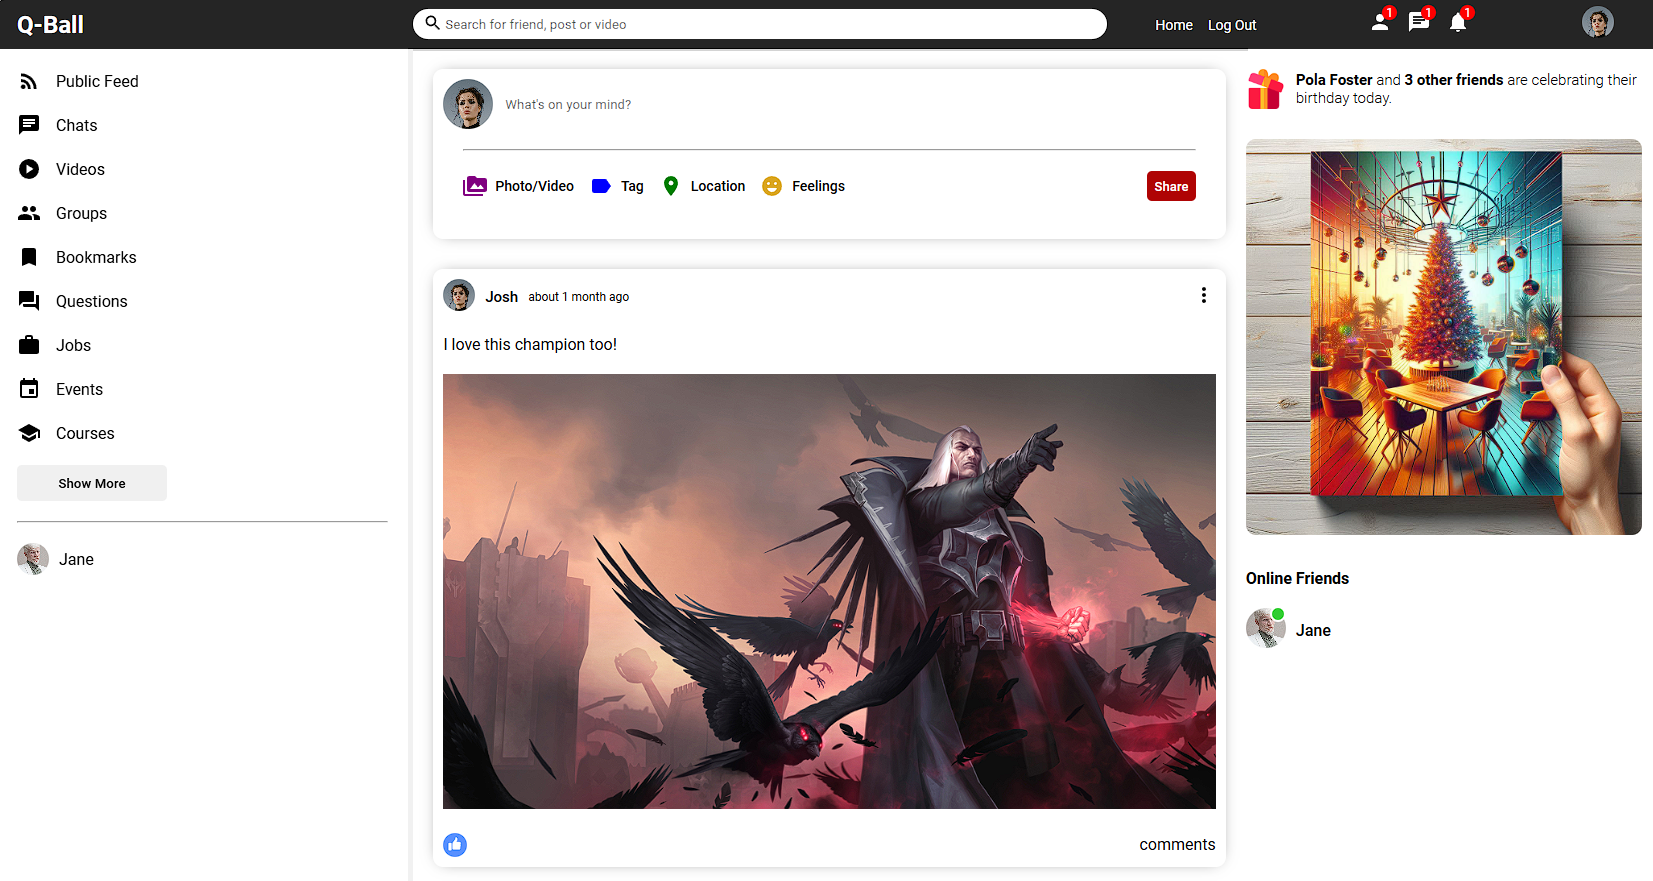 Q-Ball
Search for friend, post or video
Home
Log Out
1
1
1
Public Feed
Chats
Videos
Groups
Bookmarks
Questions
Jobs
Events
Courses
Show More
Jane
What's on your mind?
Photo/Video
Tag
Location
Feelings
Share
Josh about 1 month ago
I love this champion too!
comments
Pola Foster and 3 other friends are celebrating their
birthday today.
Online Friends
Jane